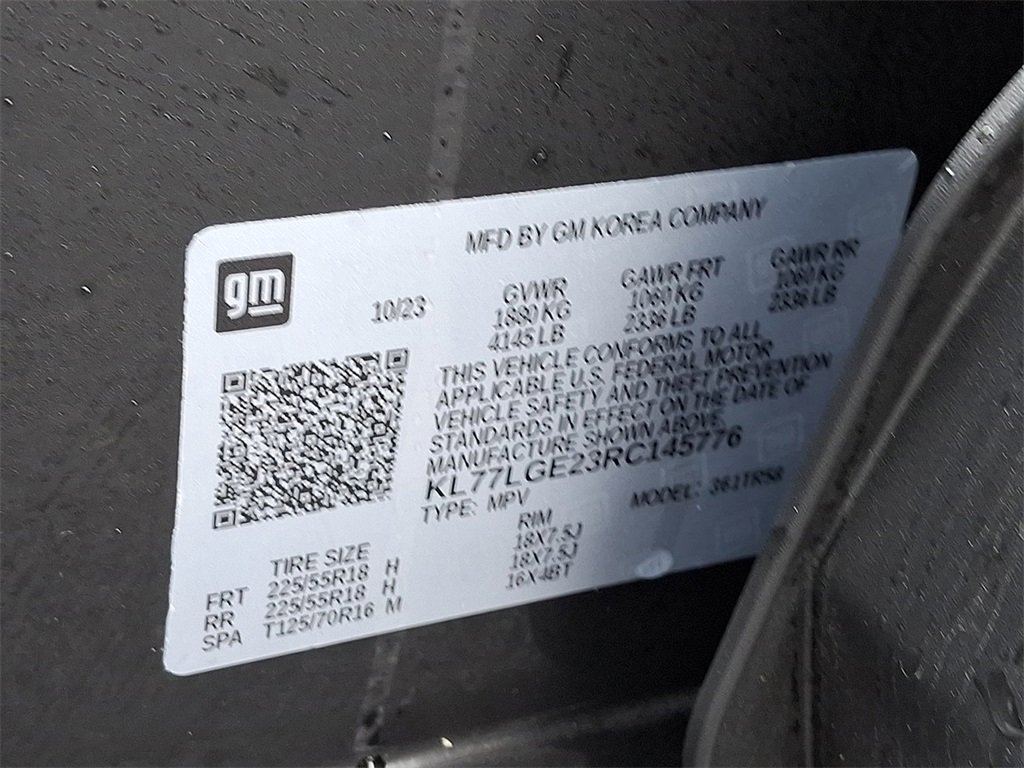 MFD BY GM KOREA COMPANY
gm
10/23
GVWR GAWR FRT GAWR RR
1880 KG 1060 KG 1060 KG
4145 LB 2336 LB 2336 LB
THIS VEHICLE CONFORMS TO ALL
APPLICABLE U.S. FEDERAL MOTOR
VEHICLE SAFETY AND THEFT PREVENTION
STANDARDS IN EFFECT ON THE DATE OF
MANUFACTURE SHOWN ABOVE.
KL77LGE23RC145776
TYPE: MPV MODEL: 361TR58
TIRE SIZE RIM
FRT 225/55R18 H 18X7.5J
RR 225/55R18 H 18X7.5J
SPA T125/70R16 M 16X4BT